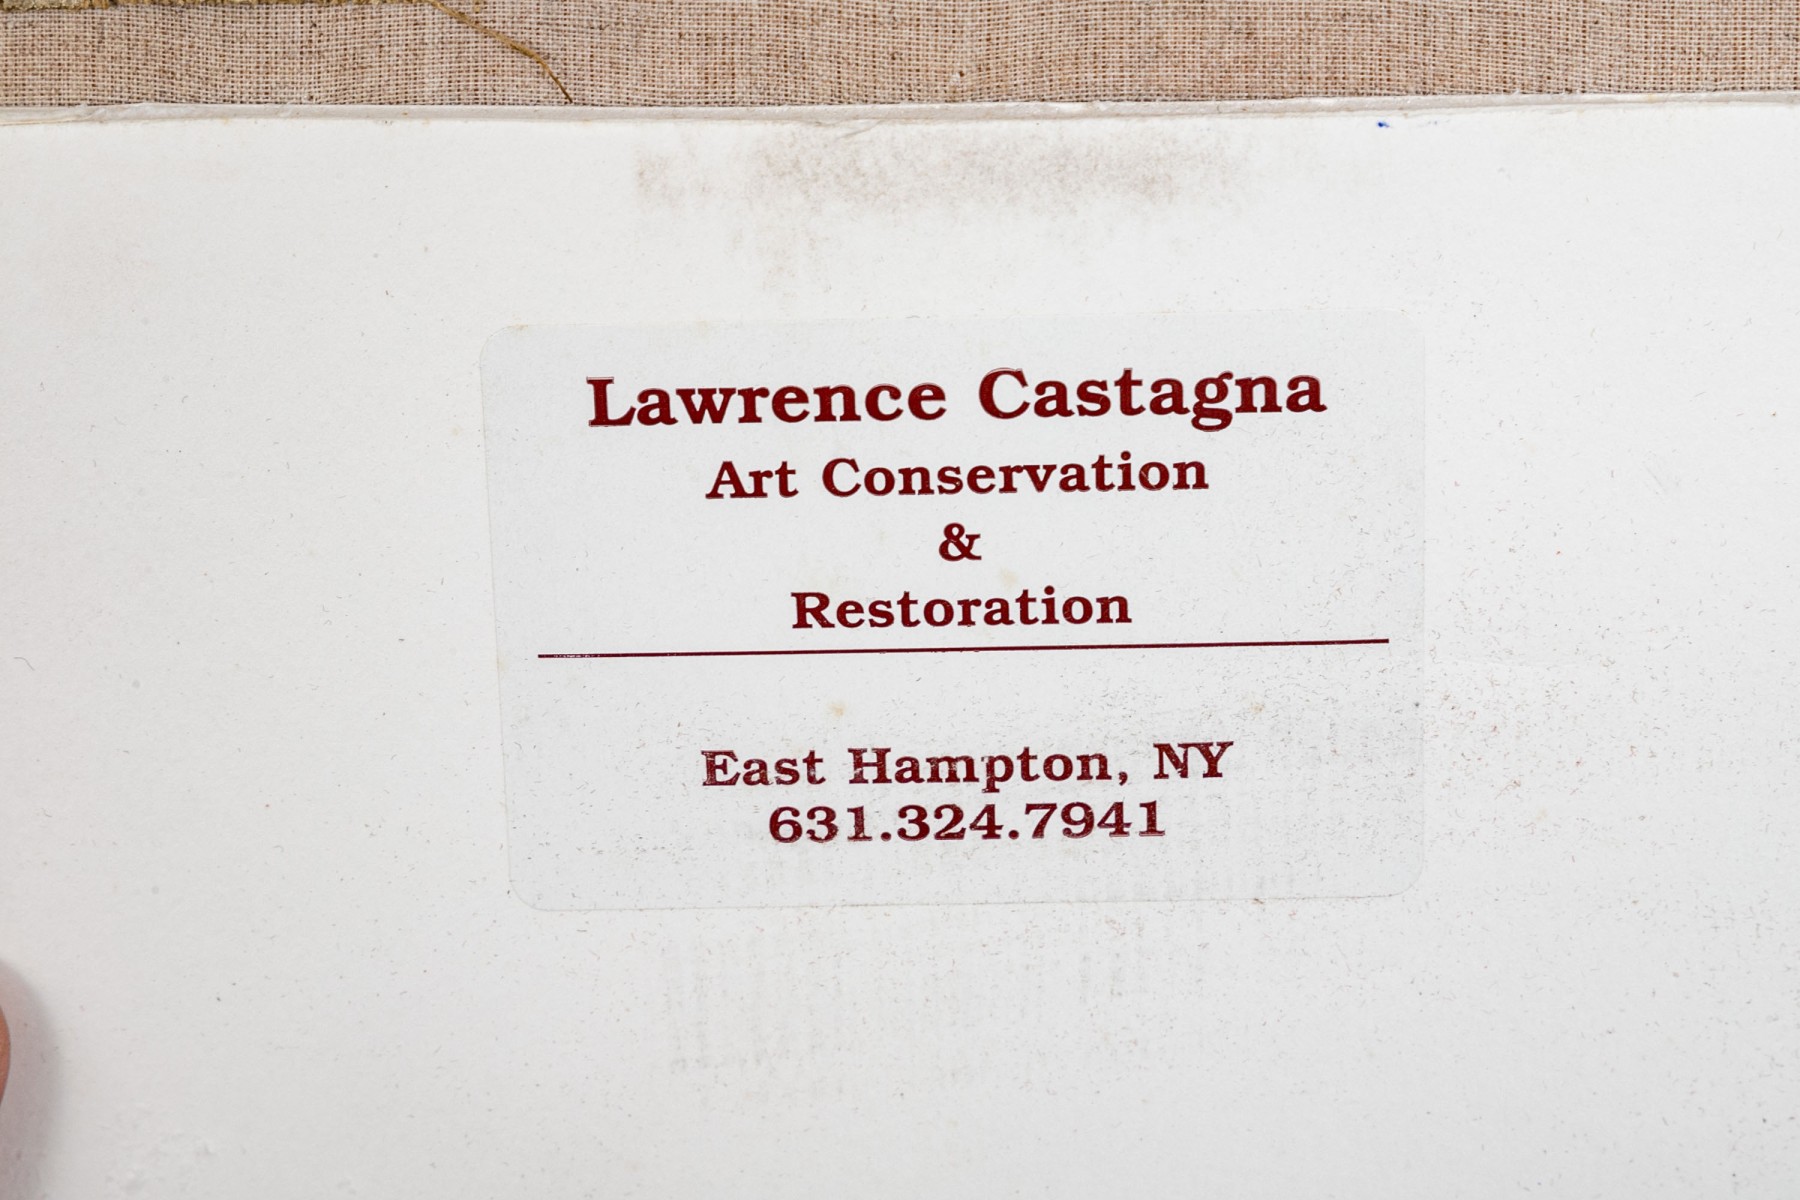 Lawrence Castagna
Art Conservation
&
Restoration
East Hampton, NY
631.324.7941